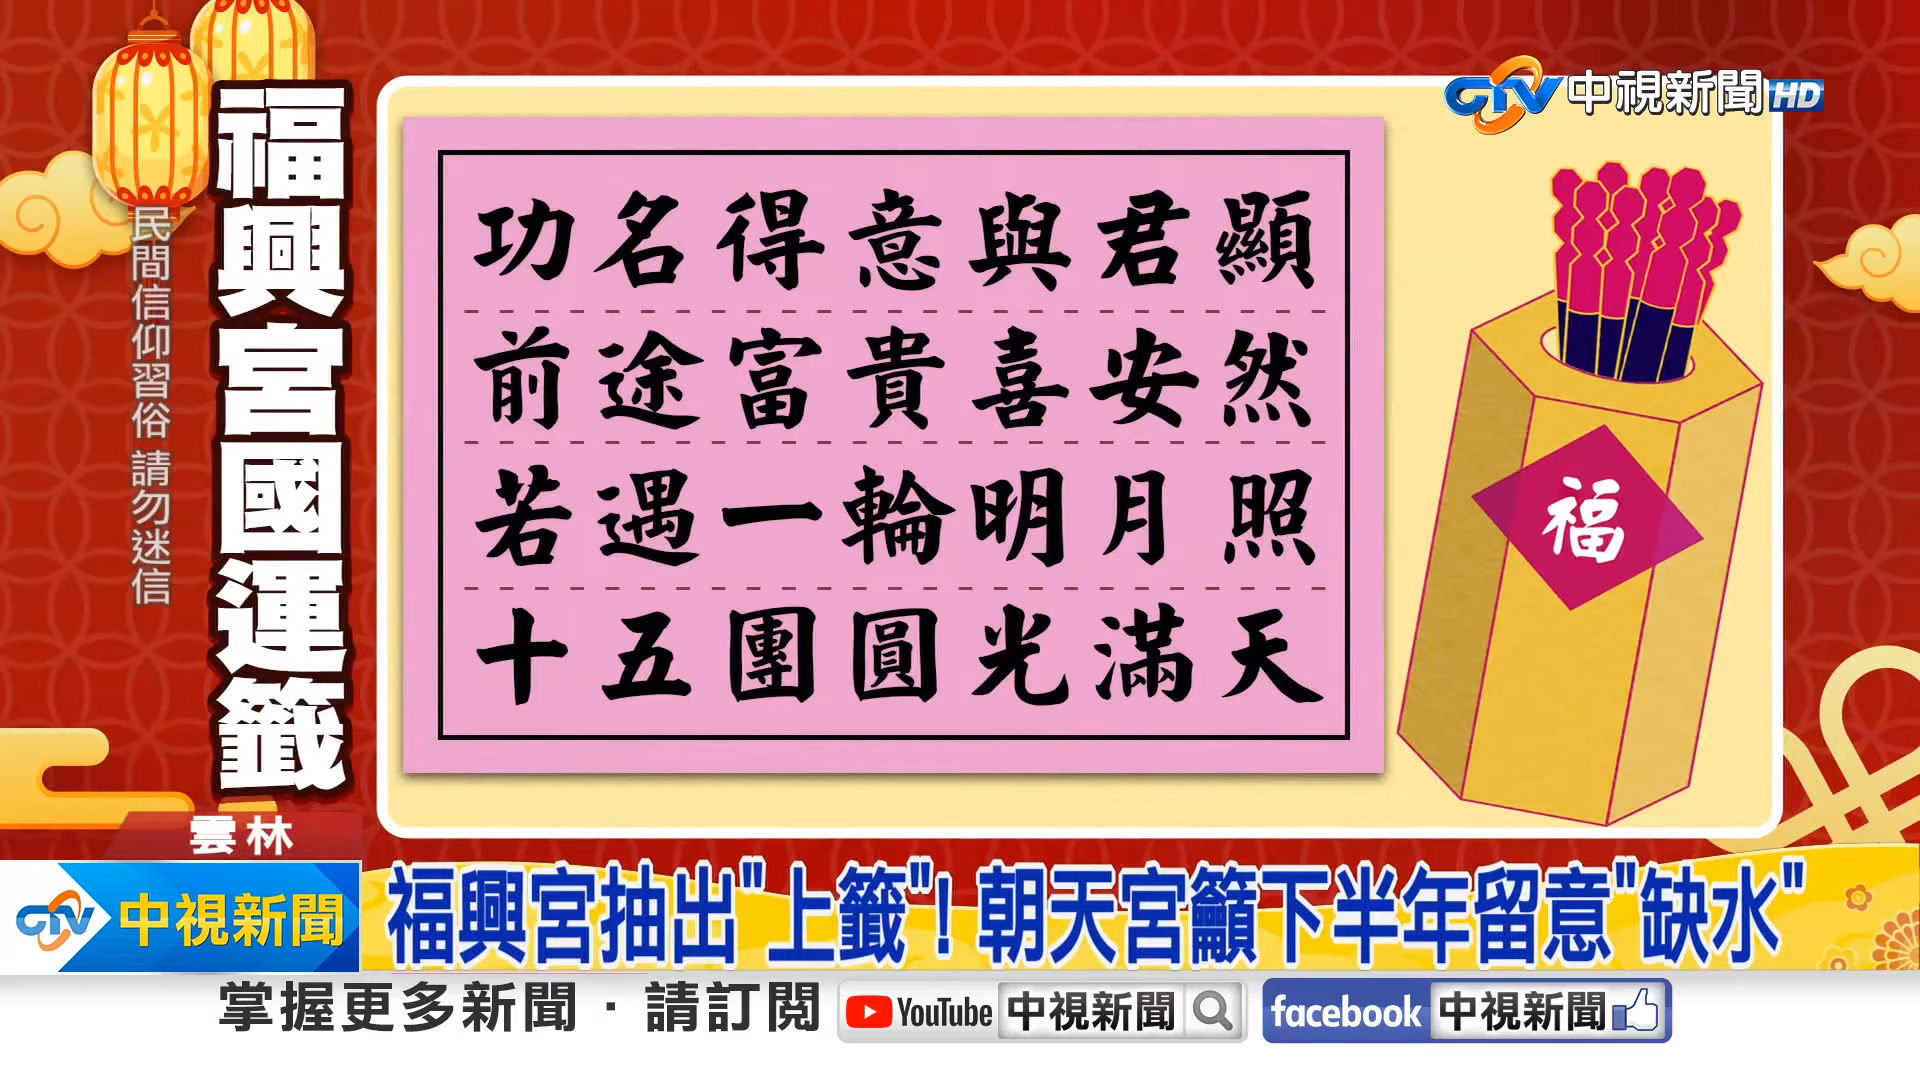 CTV 中視新聞 HD
福興宮國運籤
民間信仰習俗 請勿迷信
功名得意與君顯
前途富貴喜安然
若遇一輪明月照
十五團圓光滿天
福
雲林
CTV 中視新聞
福興宮抽出"上籤"! 朝天宮籲下半年留意"缺水"
掌握更多新聞‧請訂閱 YouTube 中視新聞 facebook 中視新聞